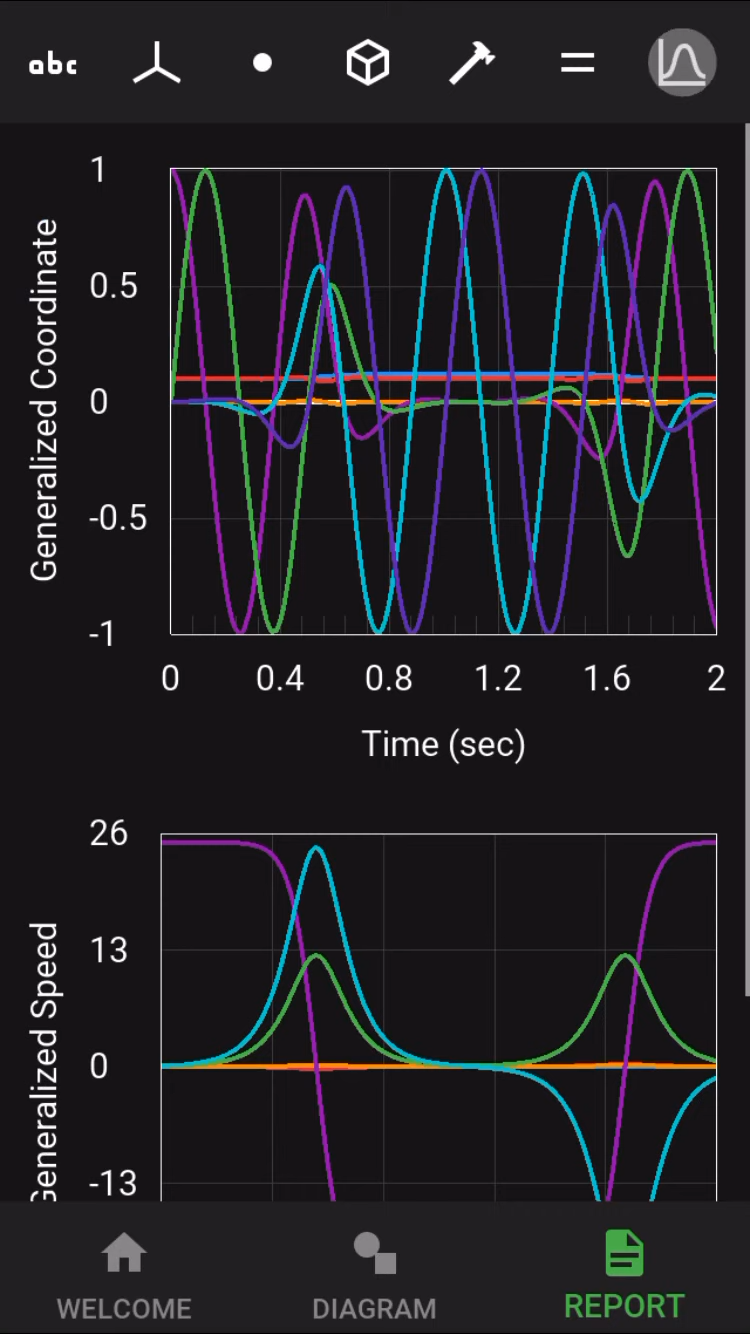 abc
1
0.5
0
-0.5
-1
Generalized Coordinate
0 0.4 0.8 1.2 1.6 2
Time (sec)
26
13
0
-13
Generalized Speed
WELCOME DIAGRAM REPORT